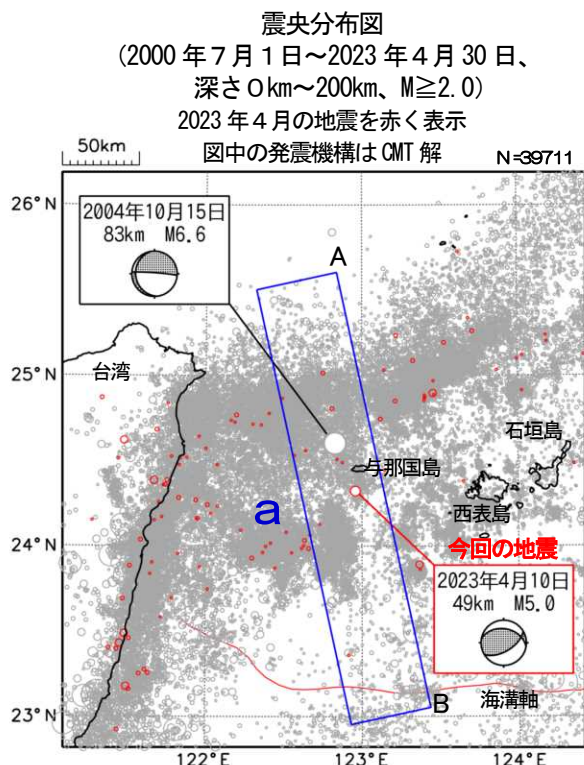 震央分布図
(2000年7月1日～2023年4月30日、
深さ0km～200km、M≧2.0)
2023年4月の地震を赤く表示
図中の発震機構はCMT解
50km
N=39711
26°N
2004年10月15日
83km M6.6
A
25°N
台湾
石垣島
与那国島
西表島
a
24°N
今回の地震
2023年4月10日
49km M5.0
海溝軸
B
23°N
122°E
123°E
124°E